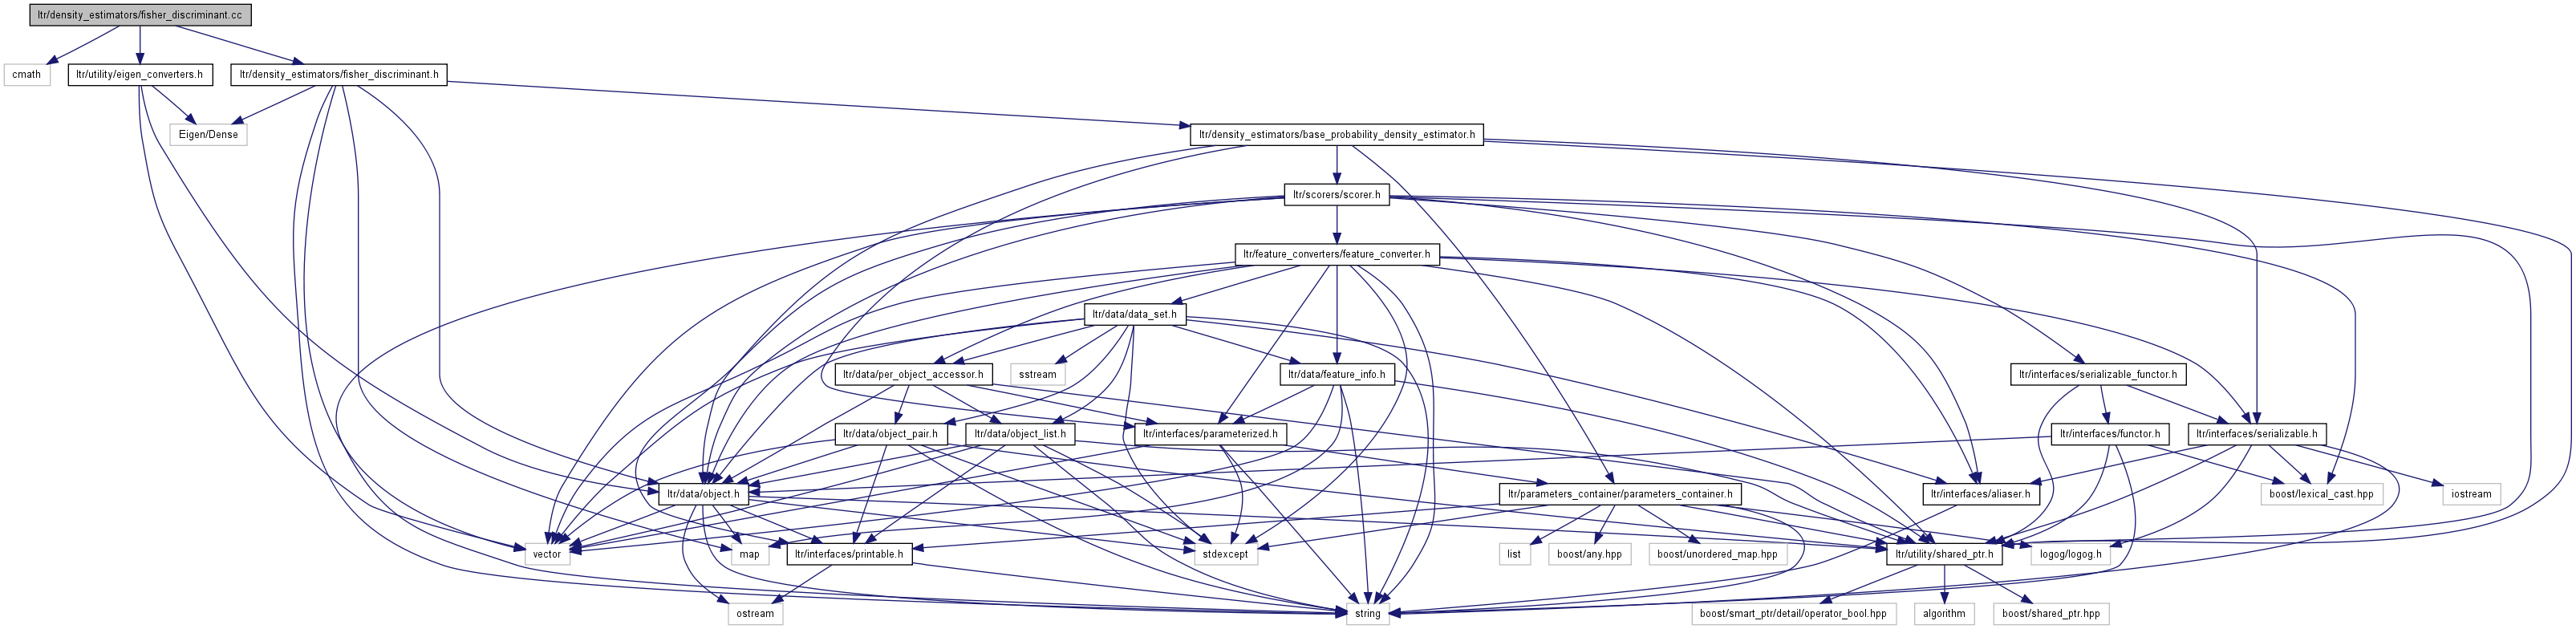 ltr/density_estimators/fisher_discriminant.cc
cmath
ltr/utility/eigen_converters.h
ltr/density_estimators/fisher_discriminant.h
Eigen/Dense
ltr/density_estimators/base_probability_density_estimator.h
ltr/scorers/scorer.h
ltr/feature_converters/feature_converter.h
ltr/data/data_set.h
ltr/data/per_object_accessor.h
sstream
ltr/data/feature_info.h
ltr/interfaces/serializable_functor.h
ltr/data/object_pair.h
ltr/data/object_list.h
ltr/interfaces/parameterized.h
ltr/interfaces/functor.h
ltr/interfaces/serializable.h
ltr/data/object.h
ltr/parameters_container/parameters_container.h
ltr/interfaces/aliaser.h
boost/lexical_cast.hpp
iostream
vector
map
ltr/interfaces/printable.h
stdexcept
list
boost/any.hpp
boost/unordered_map.hpp
ltr/utility/shared_ptr.h
logog/logog.h
ostream
string
boost/smart_ptr/detail/operator_bool.hpp
algorithm
boost/shared_ptr.hpp